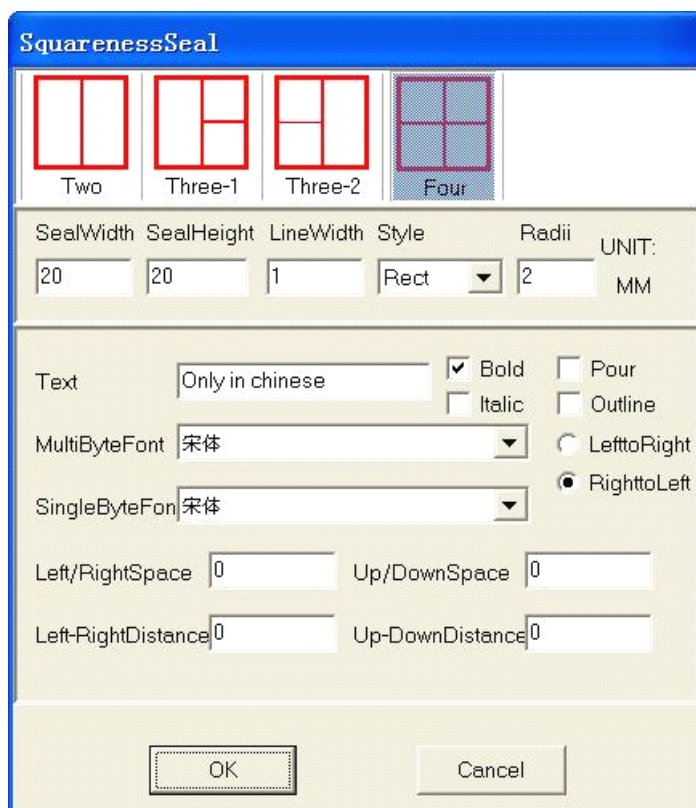 SquarenessSeal
Two Three-1 Three-2 Four
SealWidth SealHeight LineWidth Style Radii UNIT:
20 20 1 Rect 2 MM
Text Only in chinese Bold Pour
Italic Outline
MultiByteFont 宋体 LefttoRight
RighttoLeft
SingleByteFon 宋体
Left/RightSpace 0 Up/DownSpace 0
Left-RightDistance 0 Up-DownDistance 0
OK Cancel